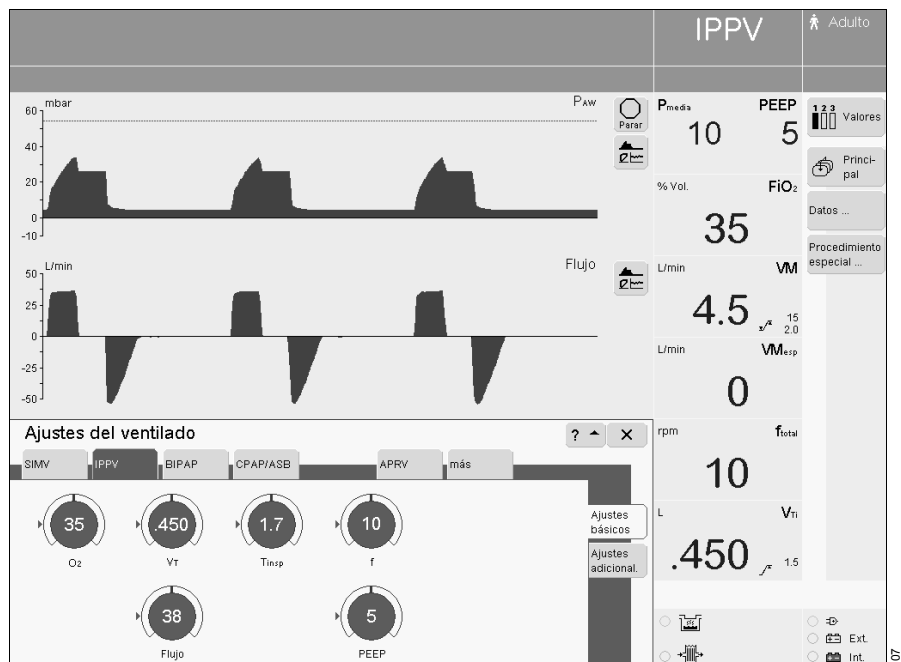 IPPV
Adulto
mbar
PAW
60
40
20
0
-10
Parar
L/min
Flujo
50
25
0
-25
-50
Pmedia PEEP
10 5
% Vol. FiO2
35
L/min VM
4.5
15
2.0
L/min VMesp
0
rpm ftotal
10
L VTi
.450
1.5
1 2 3
Valores
Princi-
pal
Datos ...
Procedimiento
especial ...
Ajustes del ventilado
? ×
SIMV IPPV BIPAP CPAP/ASB APRV más
35 .450 1.7 10
O2 VT Tinsp f
38 5
Flujo PEEP
Ajustes
básicos
Ajustes
adicional.
Ext.
Int.
07